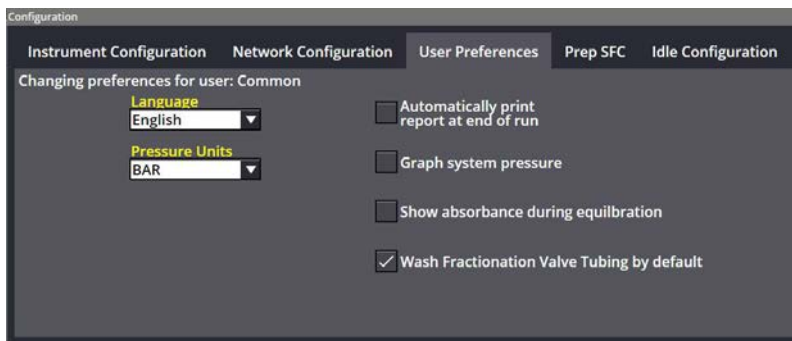 Configuration
Instrument Configuration Network Configuration User Preferences Prep SFC Idle Configuration
Changing preferences for user: Common
Language
English
Pressure Units
BAR
Automatically print
report at end of run
Graph system pressure
Show absorbance during equilbration
Wash Fractionation Valve Tubing by default